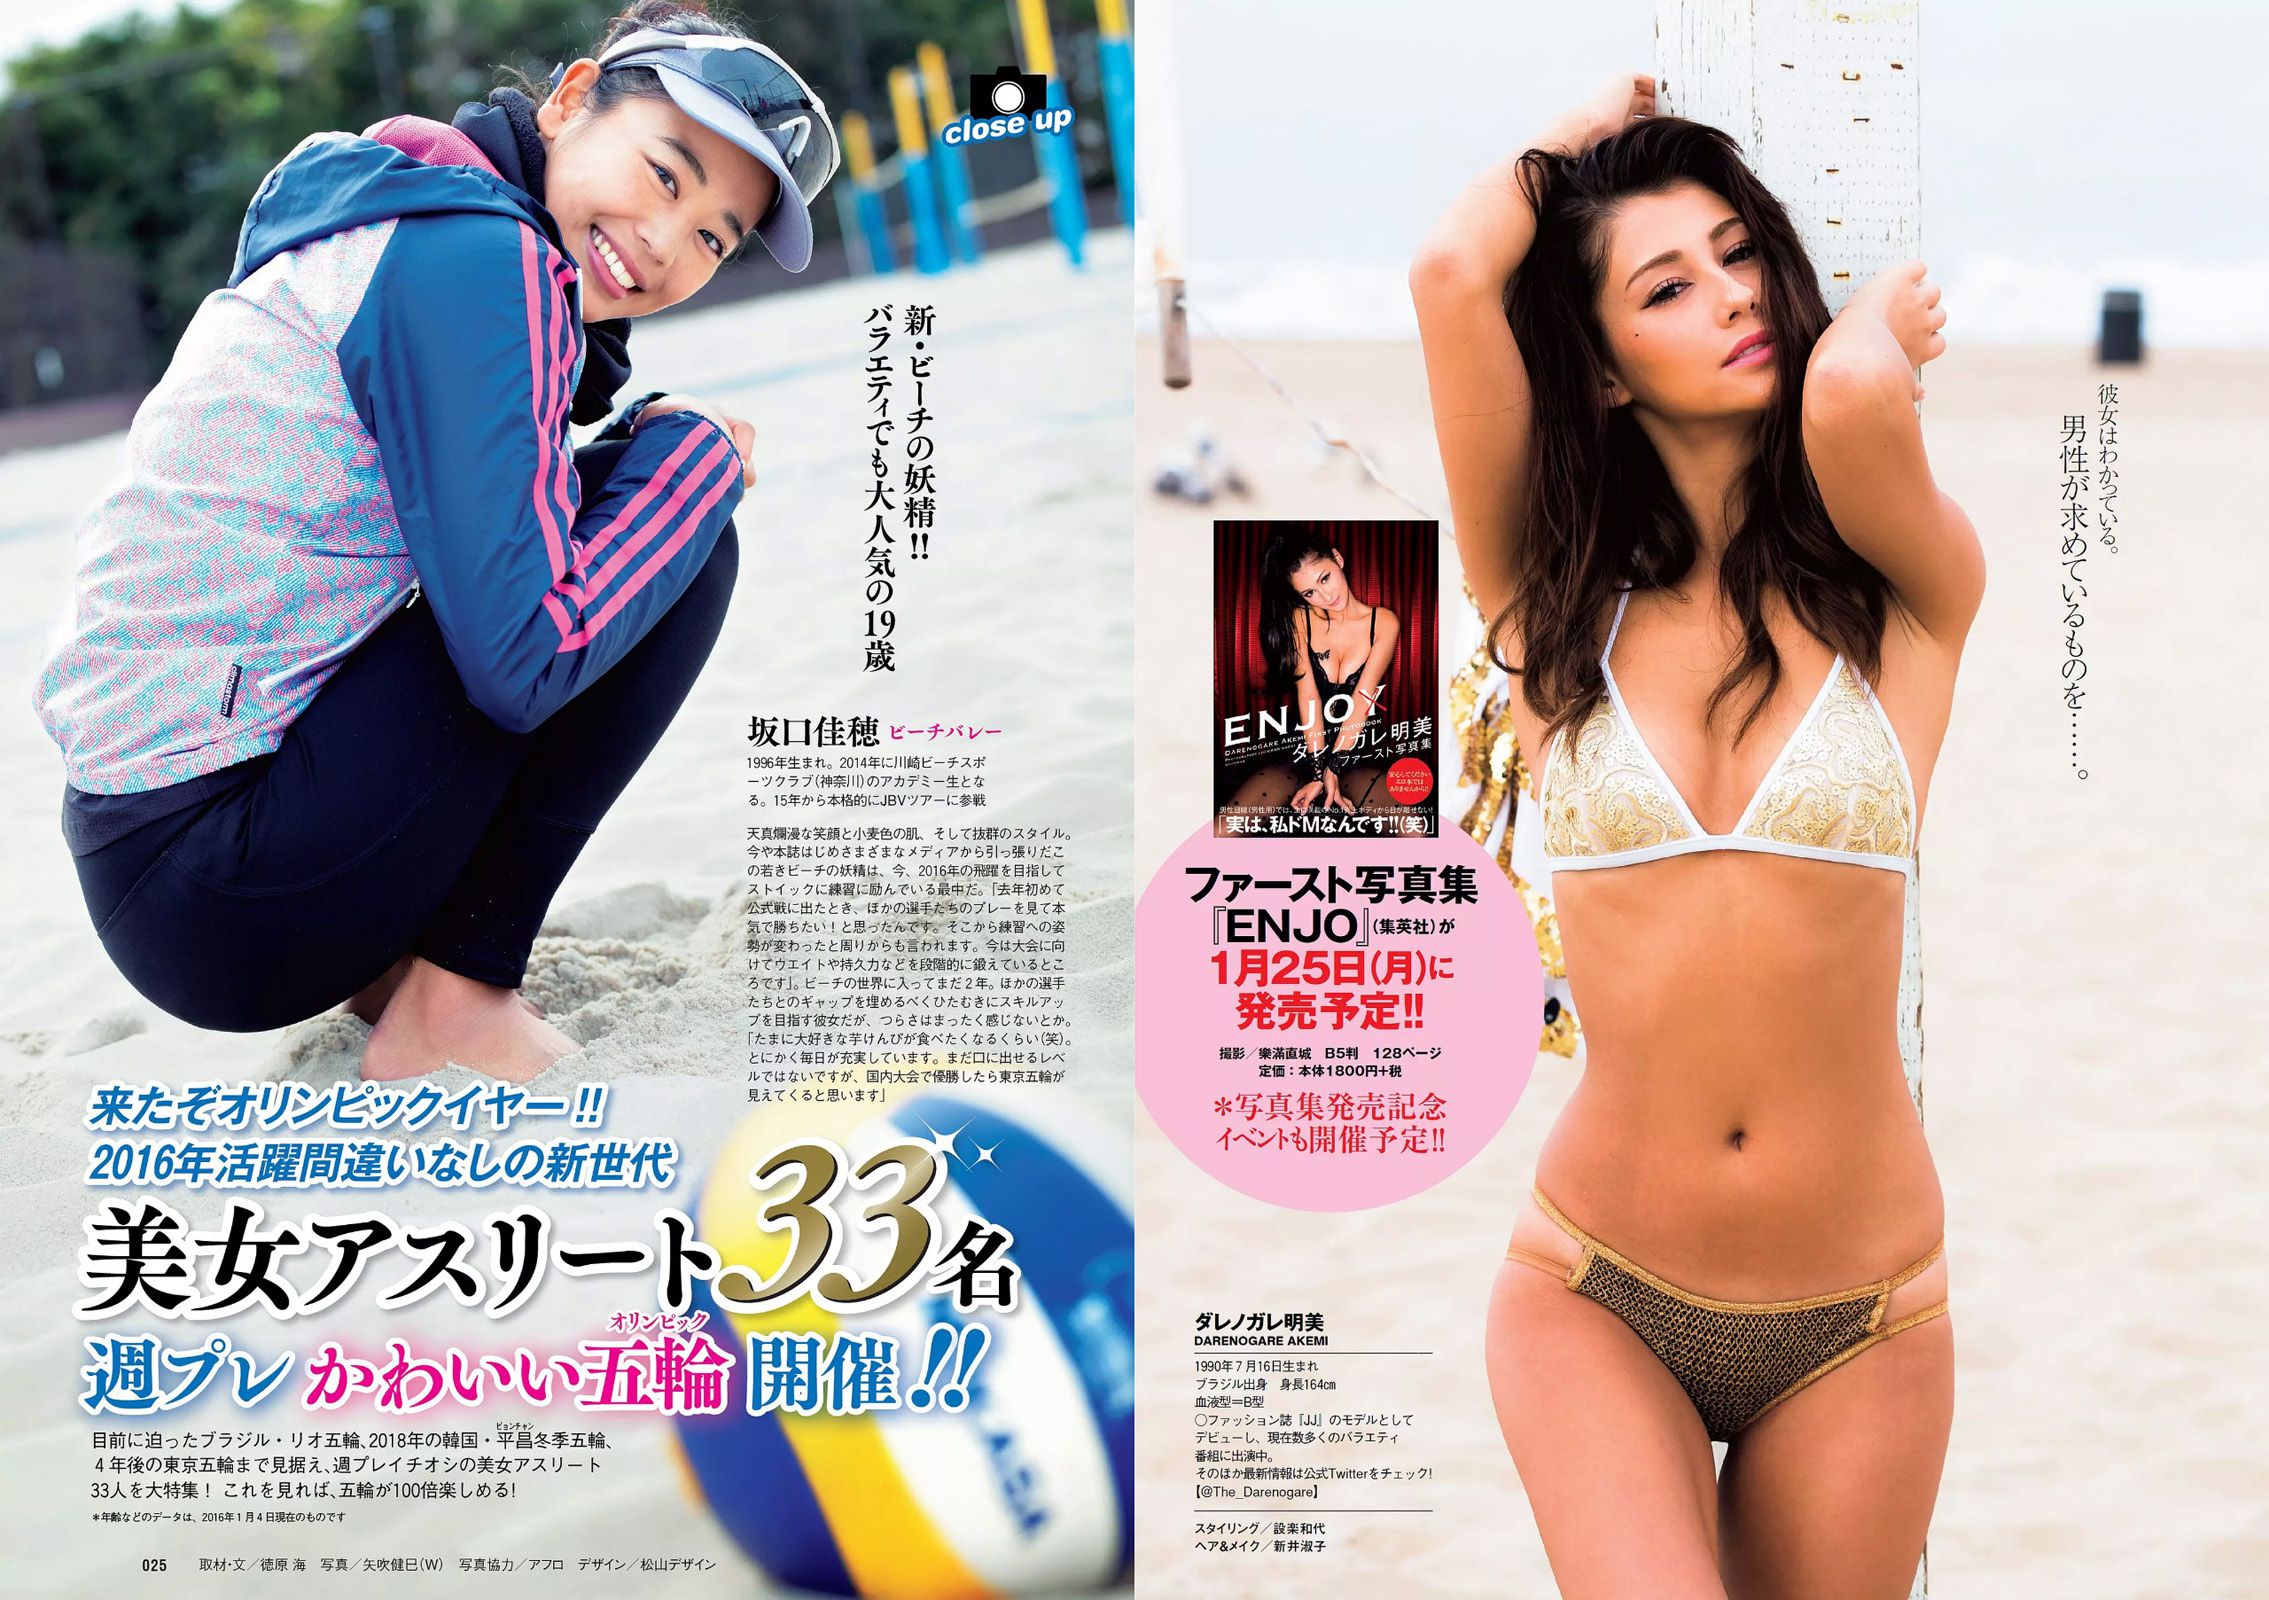 close up
新・ビーチの妖精!!
バラエティでも大人気の19歳
坂口佳穂 ビーチバレー
1996年生まれ。2014年に川崎ビーチスポ
ーツクラブ(神奈川)のアカデミー生とな
る。15年から本格的にJBVツアーに参戦
天真爛漫な笑顔と小麦色の肌、そして抜群のスタイル。
今や本誌はじめさまざまなメディアから引っ張りだこ
の若きビーチの妖精は、今、2016年の飛躍を目指して
ストイックに練習に励んでいる最中だ。「去年初めて
公式戦に出たとき、ほかの選手たちのプレーを見て本
気で勝ちたい!と思ったんです。そこから練習への姿
勢が変わったと周りからも言われます。今は大会に向
けてウエイトや持久力などを段階的に鍛えているとこ
ろです」。ビーチの世界に入ってまだ2年。ほかの選手
たちとのギャップを埋めるべくひたむきにスキルアッ
プを目指す彼女だが、つらさはまったく感じないとか。
「たまに大好きな芋けんぴが食べたくなるくらい(笑)。
とにかく毎日が充実しています。まだ口に出せるレベ
ルではないですが、国内大会で優勝したら東京五輪が
見えてくると思います」
来たぞオリンピックイヤー!!
2016年活躍間違いなしの新世代
美女アスリート33名
オリンピック
週プレ かわいい五輪 開催!!
ピョンチャン
目前に迫ったブラジル・リオ五輪、2018年の韓国・平昌冬季五輪、
4年後の東京五輪まで見据え、週プレイチオシの美女アスリート
33人を大特集! これを見れば、五輪が100倍楽しめる!
*年齢などのデータは、2016年1月4日現在のものです
025 取材・文/徳原 海 写真/矢吹健巳(W) 写真協力/アフロ デザイン/松山デザイン
彼女はわかっている。
男性が求めているものを……。
ENJOY
DARENOGARE AKEMI FIRST PHOTOBOOK
ダレノガレ明美
ファースト写真集
安心してください
エロ本では
ありませんから!!
「実は、私ドMなんです!!(笑)」
ファースト写真集
『ENJO』(集英社)が
1月25日(月)に
発売予定!!
撮影/樂滿直城 B5判 128ページ
定価:本体1800円+税
*写真集発売記念
イベントも開催予定!!
ダレノガレ明美
DARENOGARE AKEMI
1990年7月16日生まれ
ブラジル出身 身長164㎝
血液型=B型
○ファッション誌『JJ』のモデルとして
デビューし、現在数多くのバラエティ
番組に出演中。
そのほか最新情報は公式Twitterをチェック!
【@The_Darenogare】
スタイリング/設楽和代
ヘア&メイク/新井淑子